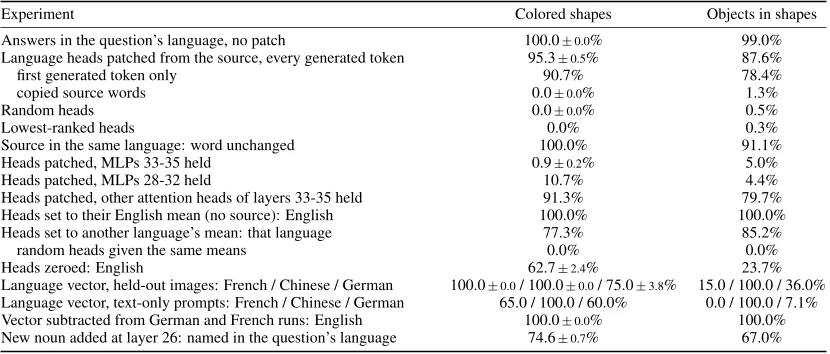 Experiment Colored shapes Objects in shapes
Answers in the question's language, no patch 100.0 ± 0.0% 99.0%
Language heads patched from the source, every generated token 95.3 ± 0.5% 87.6%
first generated token only 90.7% 78.4%
copied source words 0.0 ± 0.0% 1.3%
Random heads 0.0 ± 0.0% 0.5%
Lowest-ranked heads 0.0% 0.3%
Source in the same language: word unchanged 100.0% 91.1%
Heads patched, MLPs 33-35 held 0.9 ± 0.2% 5.0%
Heads patched, MLPs 28-32 held 10.7% 4.4%
Heads patched, other attention heads of layers 33-35 held 91.3% 79.7%
Heads set to their English mean (no source): English 100.0% 100.0%
Heads set to another language's mean: that language 77.3% 85.2%
random heads given the same means 0.0% 0.0%
Heads zeroed: English 62.7 ± 2.4% 23.7%
Language vector, held-out images: French / Chinese / German 100.0 ± 0.0 / 100.0 ± 0.0 / 75.0 ± 3.8% 15.0 / 100.0 / 36.0%
Language vector, text-only prompts: French / Chinese / German 65.0 / 100.0 / 60.0% 0.0 / 100.0 / 7.1%
Vector subtracted from German and French runs: English 100.0 ± 0.0% 100.0%
New noun added at layer 26: named in the question's language 74.6 ± 0.7% 67.0%